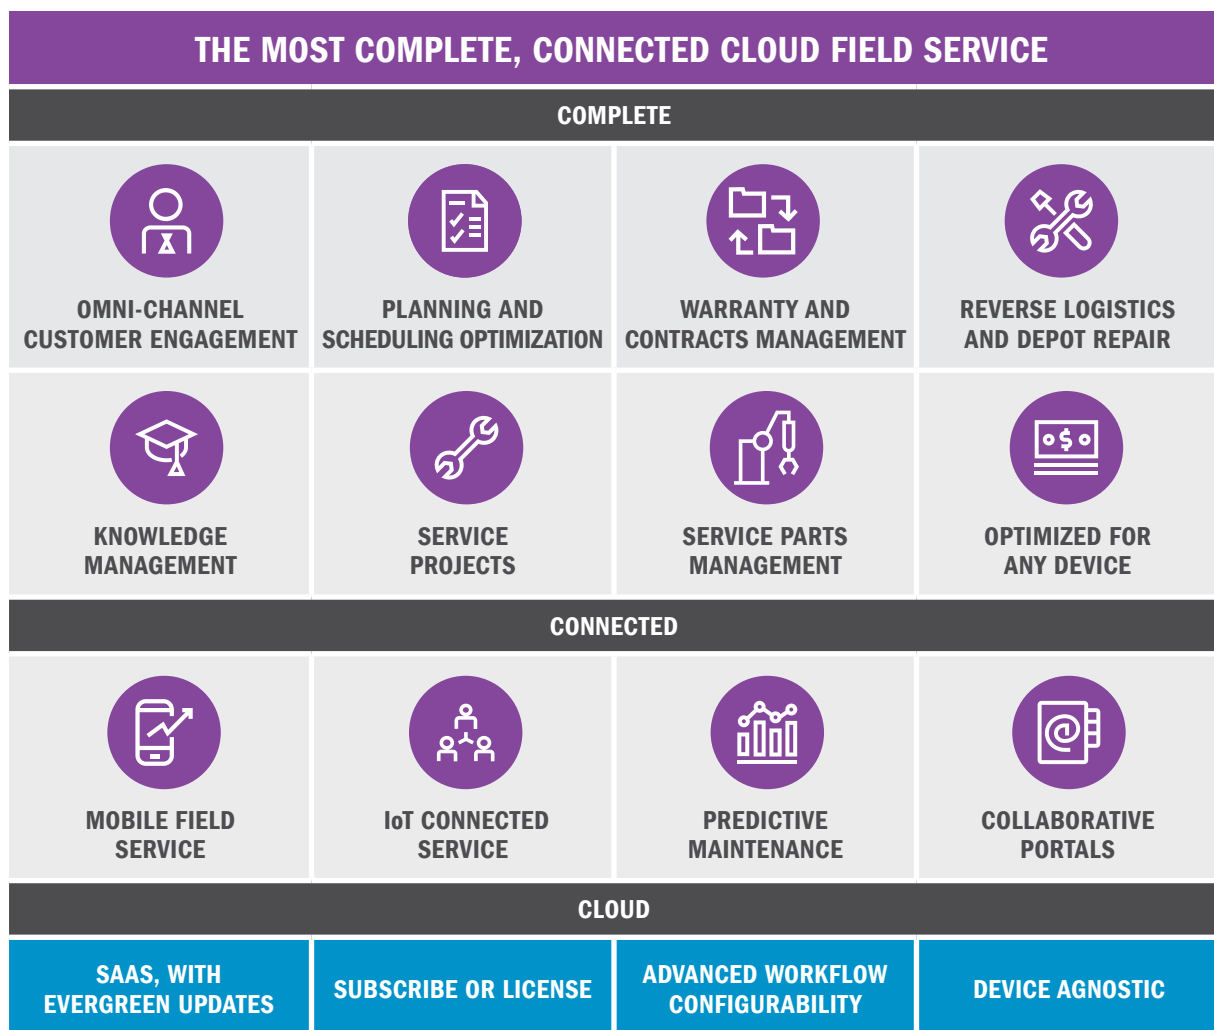 THE MOST COMPLETE, CONNECTED CLOUD FIELD SERVICE
COMPLETE
OMNI-CHANNEL
CUSTOMER ENGAGEMENT
PLANNING AND
SCHEDULING OPTIMIZATION
WARRANTY AND
CONTRACTS MANAGEMENT
REVERSE LOGISTICS
AND DEPOT REPAIR
KNOWLEDGE
MANAGEMENT
SERVICE
PROJECTS
SERVICE PARTS
MANAGEMENT
$
OPTIMIZED FOR
ANY DEVICE
CONNECTED
MOBILE FIELD
SERVICE
IoT CONNECTED
SERVICE
PREDICTIVE
MAINTENANCE
@
COLLABORATIVE
PORTALS
CLOUD
SAAS, WITH
EVERGREEN UPDATES
SUBSCRIBE OR LICENSE
ADVANCED WORKFLOW
CONFIGURABILITY
DEVICE AGNOSTIC